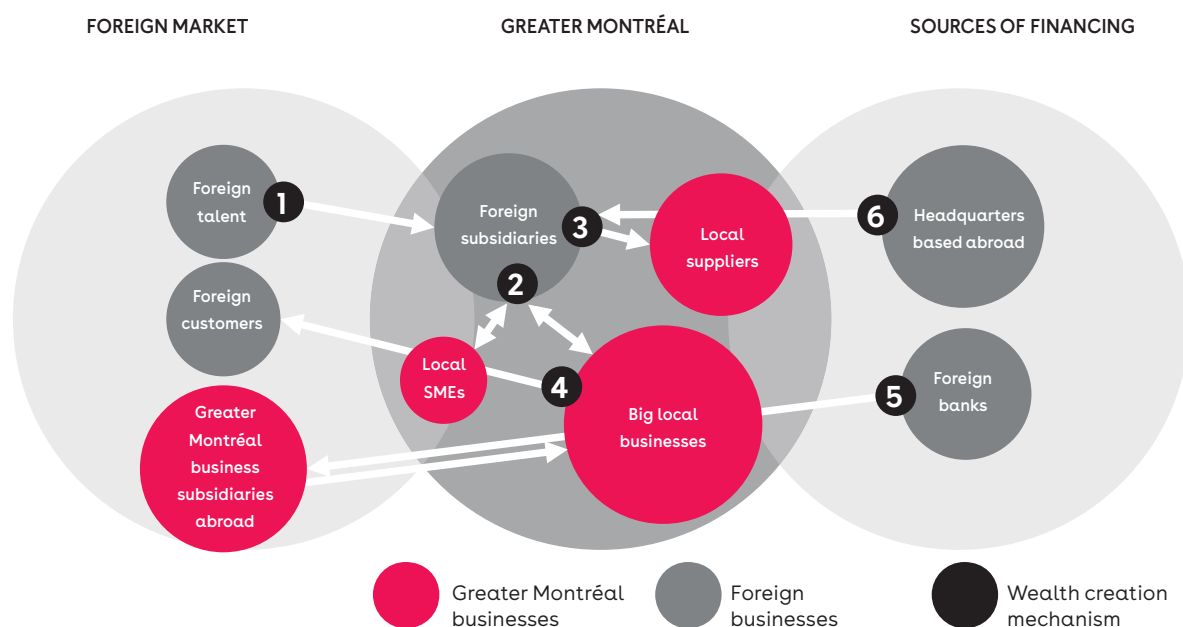 FOREIGN MARKET
GREATER MONTRÉAL
SOURCES OF FINANCING
Foreign
talent
1
Foreign
customers
Greater
Montréal
business
subsidiaries
abroad
Foreign
subsidiaries
3
2
Local
suppliers
Local
SMEs
4
Big local
businesses
6
Headquarters
based abroad
5
Foreign
banks
Greater Montréal
businesses
Foreign
businesses
Wealth creation
mechanism